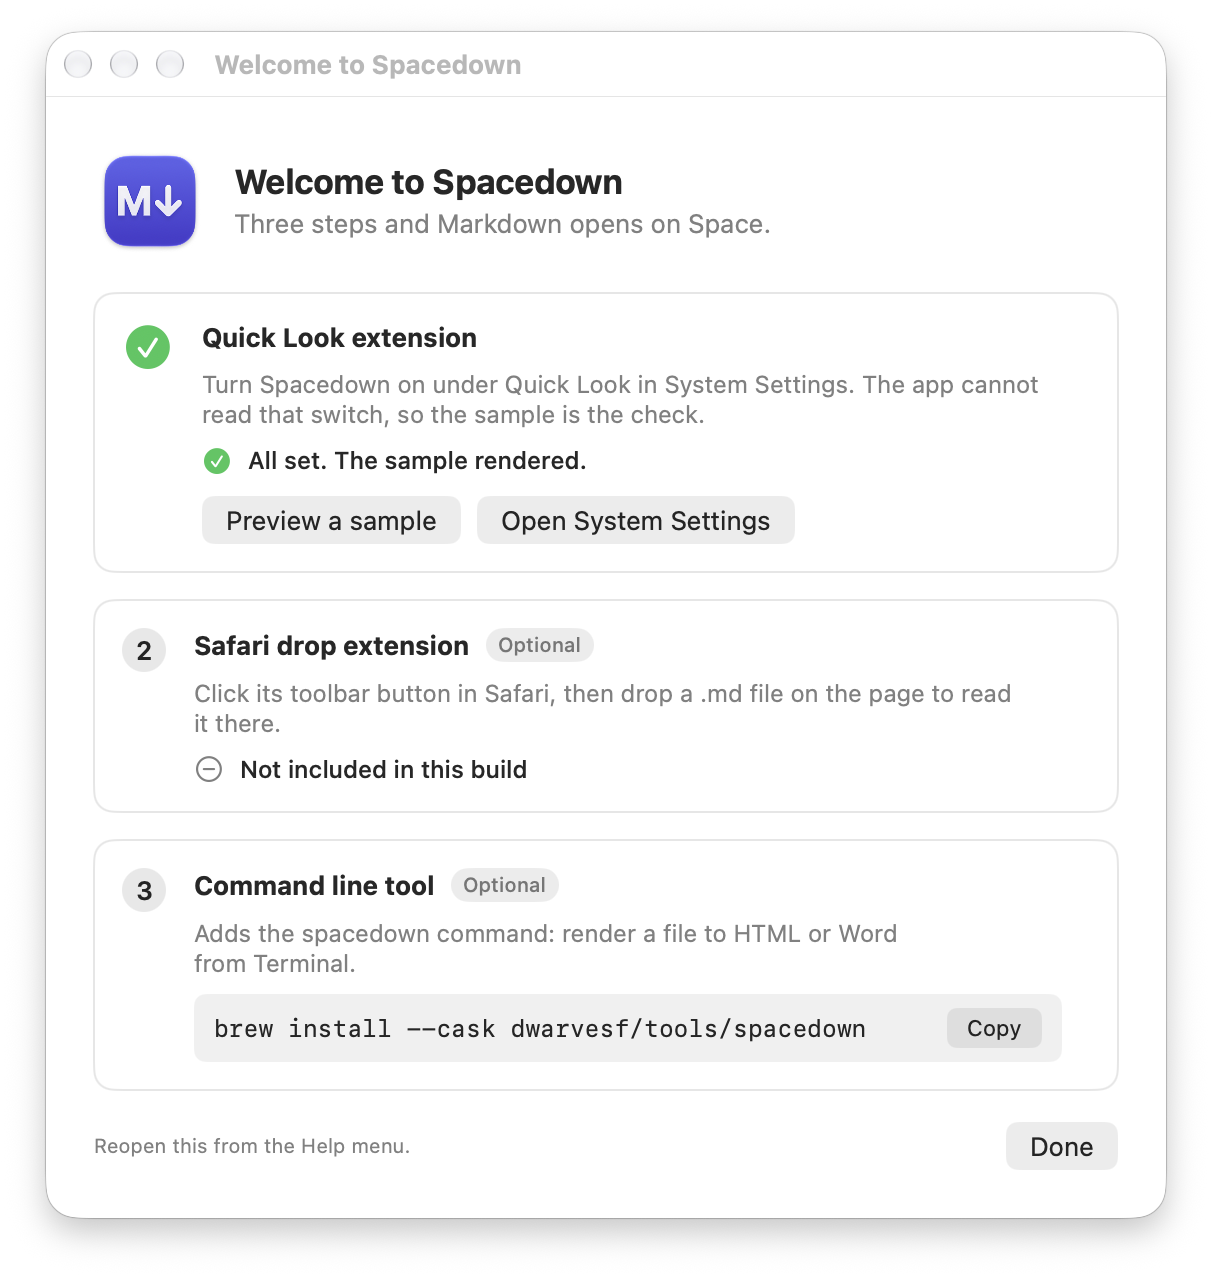 Welcome to Spacedown
M↓
Welcome to Spacedown
Three steps and Markdown opens on Space.
Quick Look extension
Turn Spacedown on under Quick Look in System Settings. The app cannot
read that switch, so the sample is the check.
All set. The sample rendered.
Preview a sample
Open System Settings
2
Safari drop extension
Optional
Click its toolbar button in Safari, then drop a .md file on the page to read
it there.
Not included in this build
3
Command line tool
Optional
Adds the spacedown command: render a file to HTML or Word
from Terminal.
brew install --cask dwarvesf/tools/spacedown
Copy
Reopen this from the Help menu.
Done